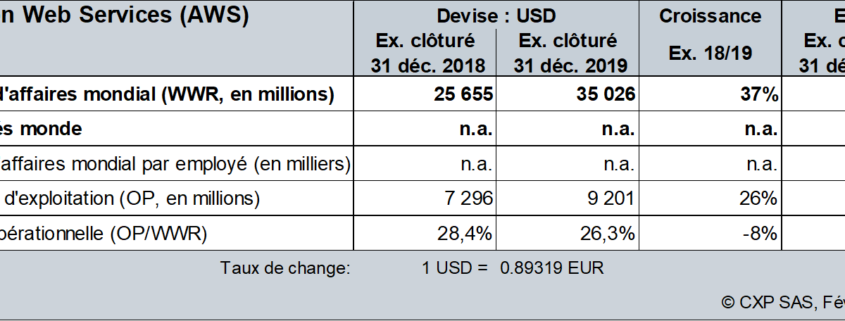 n Web Services (AWS) Devise : USD Croissance E
Ex. clôturé Ex. clôturé Ex. 18/19 Ex. c
31 déc. 2018 31 déc. 2019 31 dé
d'affaires mondial (WWR, en millions) 25 655 35 026 37%
és monde n.a. n.a. n.a.
affaires mondial par employé (en milliers) n.a. n.a. n.a.
d'exploitation (OP, en millions) 7 296 9 201 26%
pérationnelle (OP/WWR) 28,4% 26,3% -8%
Taux de change: 1 USD = 0.89319 EUR
© CXP SAS, Fév